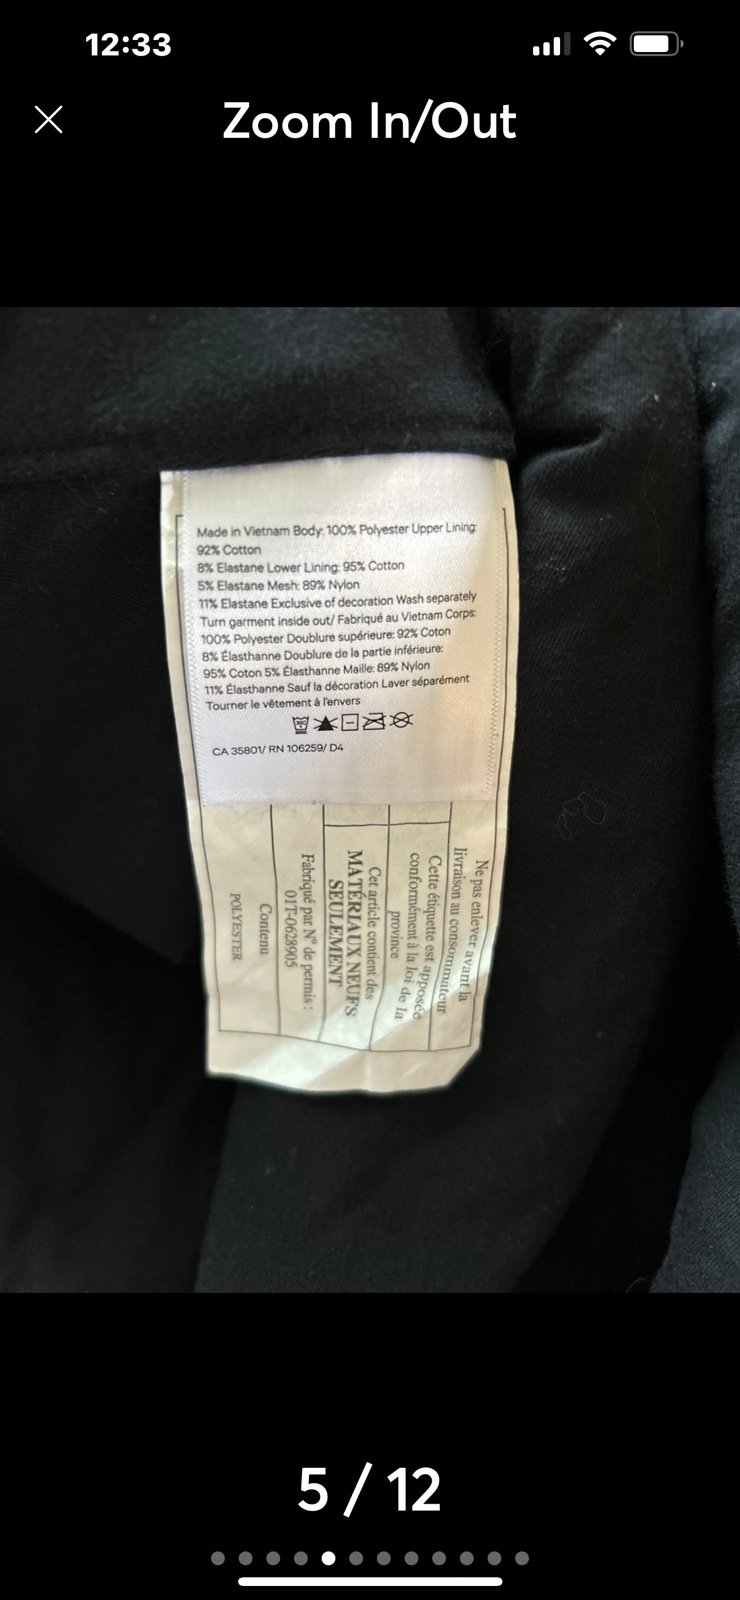 12:33
Zoom In/Out
Made in Vietnam Body: 100% Polyester Upper Lining:
92% Cotton
8% Elastane Lower Lining: 95% Cotton
5% Elastane Mesh: 89% Nylon
11% Elastane Exclusive of decoration Wash separately
Turn garment inside out/ Fabriqué au Vietnam Corps:
100% Polyester Doublure supérieure: 92% Coton
8% Élasthanne Doublure de la partie inférieure:
95% Coton 5% Élasthanne Maille: 89% Nylon
11% Élasthanne Sauf la décoration Laver séparément
Tourner le vêtement à l'envers
CA 35801/ RN 106259/ D4
Ne pas enlever avant la
livraison au consommateur
Cette étiquette est apposée
conformément à la loi de la
province
Cet article contient des
MATÉRIAUX NEUFS
SEULEMENT
Fabriqué par N° de permis :
01T-0628905
Contenu
POLYESTER
5 / 12